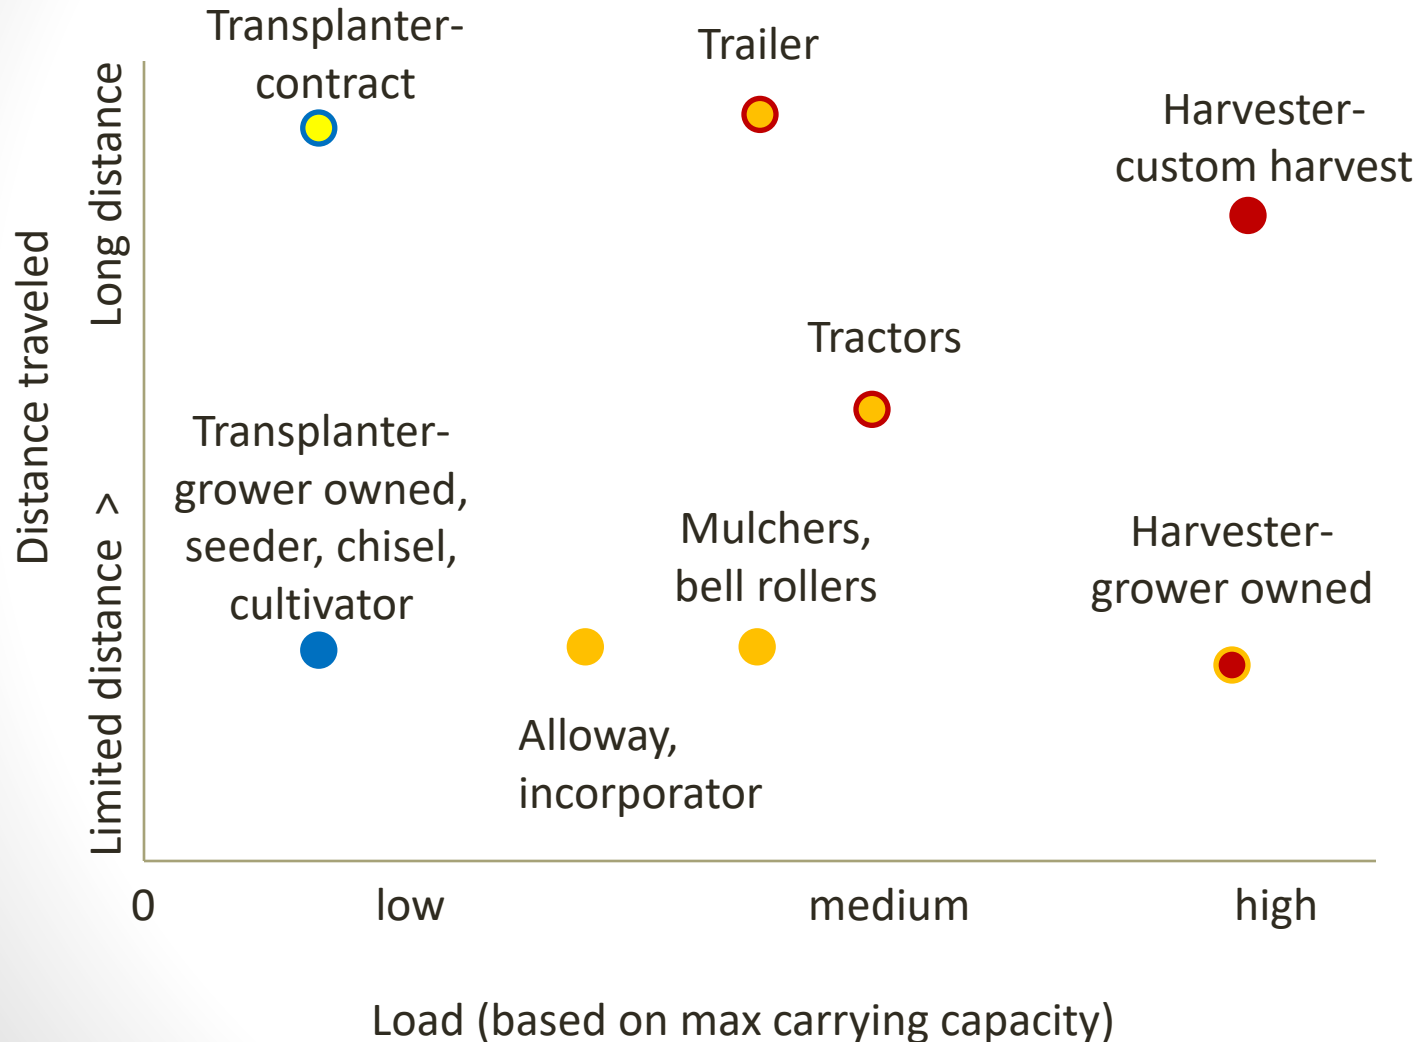 Transplanter-
contract
Trailer
Harvester-
custom harvest
Tractors
Transplanter-
grower owned,
seeder, chisel,
cultivator
Mulchers,
bell rollers
Harvester-
grower owned
Alloway,
incorporator
Distance traveled
Limited distance >
Long distance
0
low
medium
high
Load (based on max carrying capacity)